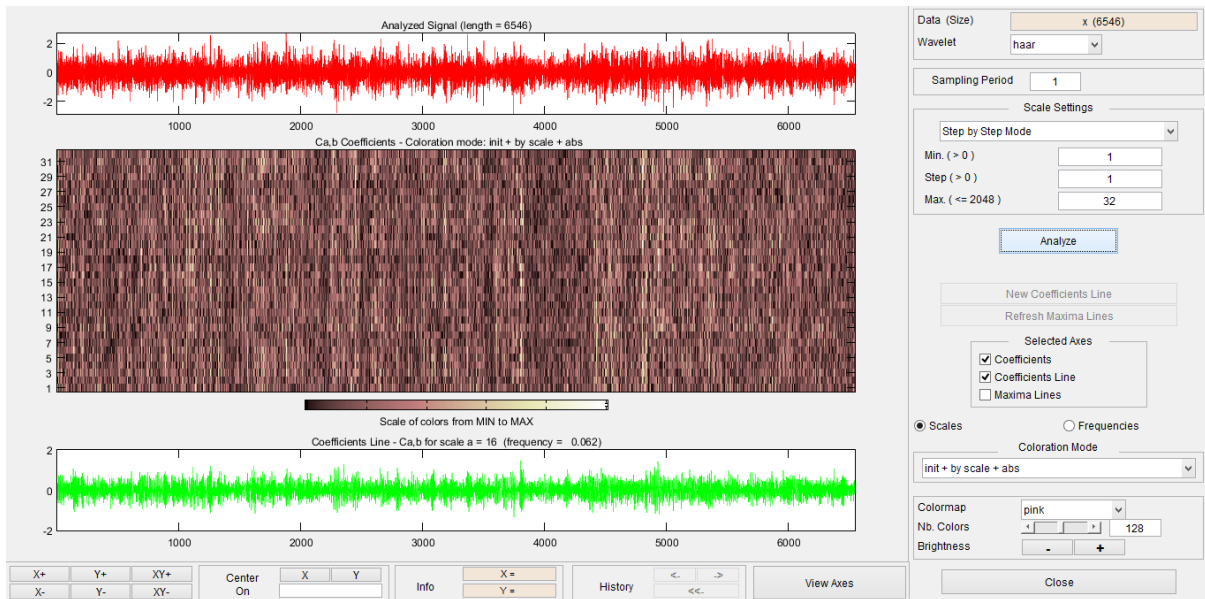 Analyzed Signal (length = 6546)
2
0
-2
1000 2000 3000 4000 5000 6000
Ca,b Coefficients - Coloration mode: init + by scale + abs
31
29
27
25
23
21
19
17
15
13
11
9
7
5
3
1
Scale of colors from MIN to MAX
Coefficients Line - Ca,b for scale a = 16 (frequency = 0.062)
2
0
-2
1000 2000 3000 4000 5000 6000
X+ Y+ XY+
X- Y- XY-
Center On
X Y
Info
X =
Y =
History
<- ->
<<-
View Axes
Data (Size) x (6546)
Wavelet haar
Sampling Period 1
Scale Settings
Step by Step Mode
Min. ( > 0 ) 1
Step ( > 0 ) 1
Max. ( <= 2048 ) 32
Analyze
New Coefficients Line
Refresh Maxima Lines
Selected Axes
Coefficients
Coefficients Line
Maxima Lines
Scales Frequencies
Coloration Mode
init + by scale + abs
Colormap pink
Nb. Colors 128
Brightness - +
Close